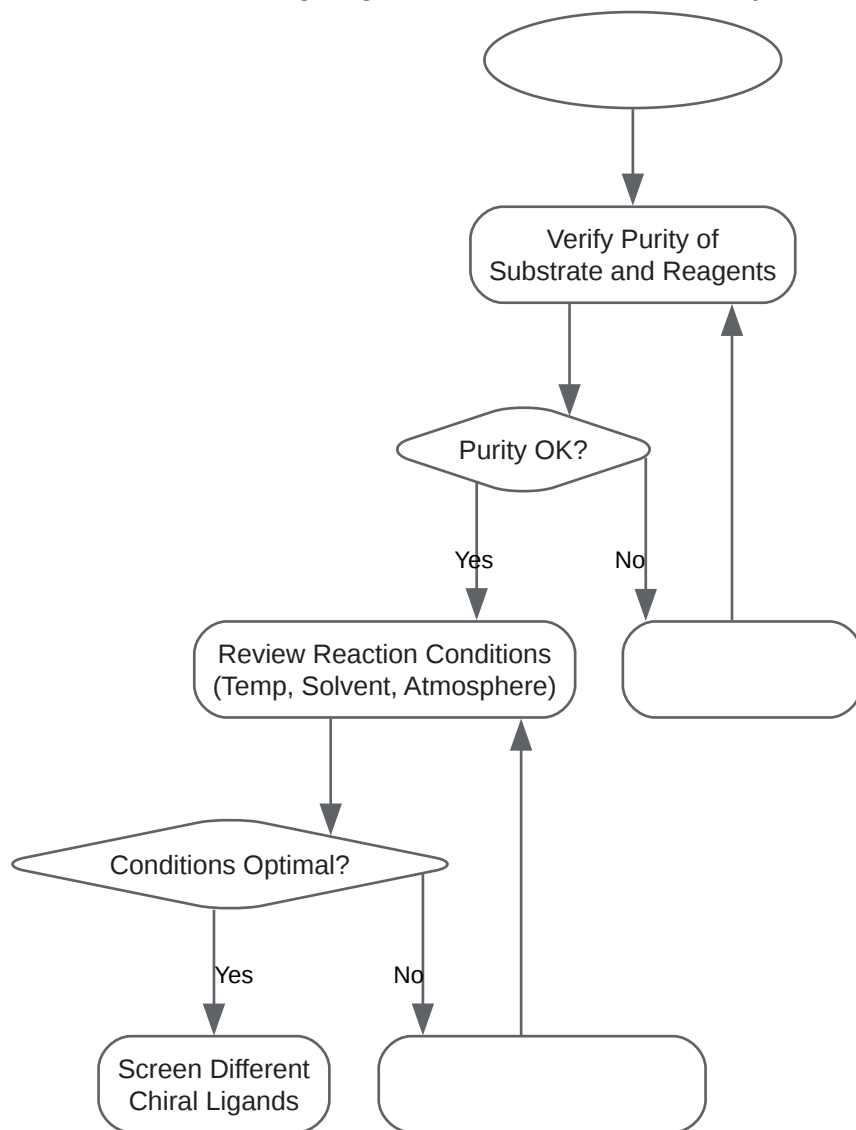 Verify Purity of
Substrate and Reagents
Purity OK?
Yes
No
Review Reaction Conditions
(Temp, Solvent, Atmosphere)
Conditions Optimal?
Yes
No
Screen Different
Chiral Ligands